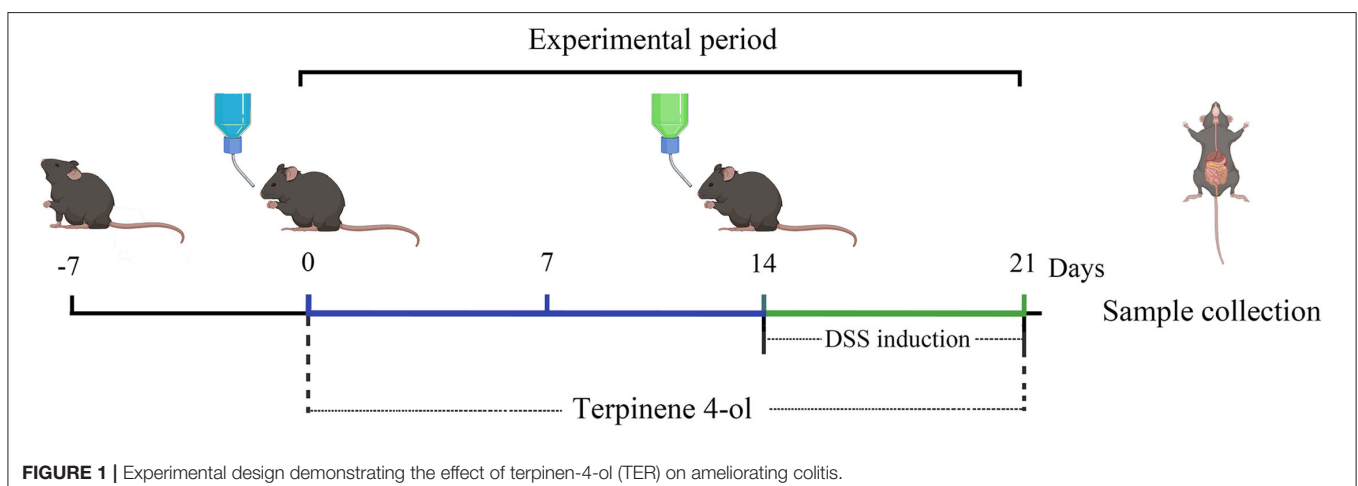 Experimental period
-7 0 7 14 21 Days
Sample collection
DSS induction
Terpinene 4-ol
FIGURE 1 | Experimental design demonstrating the effect of terpinen-4-ol (TER) on ameliorating colitis.